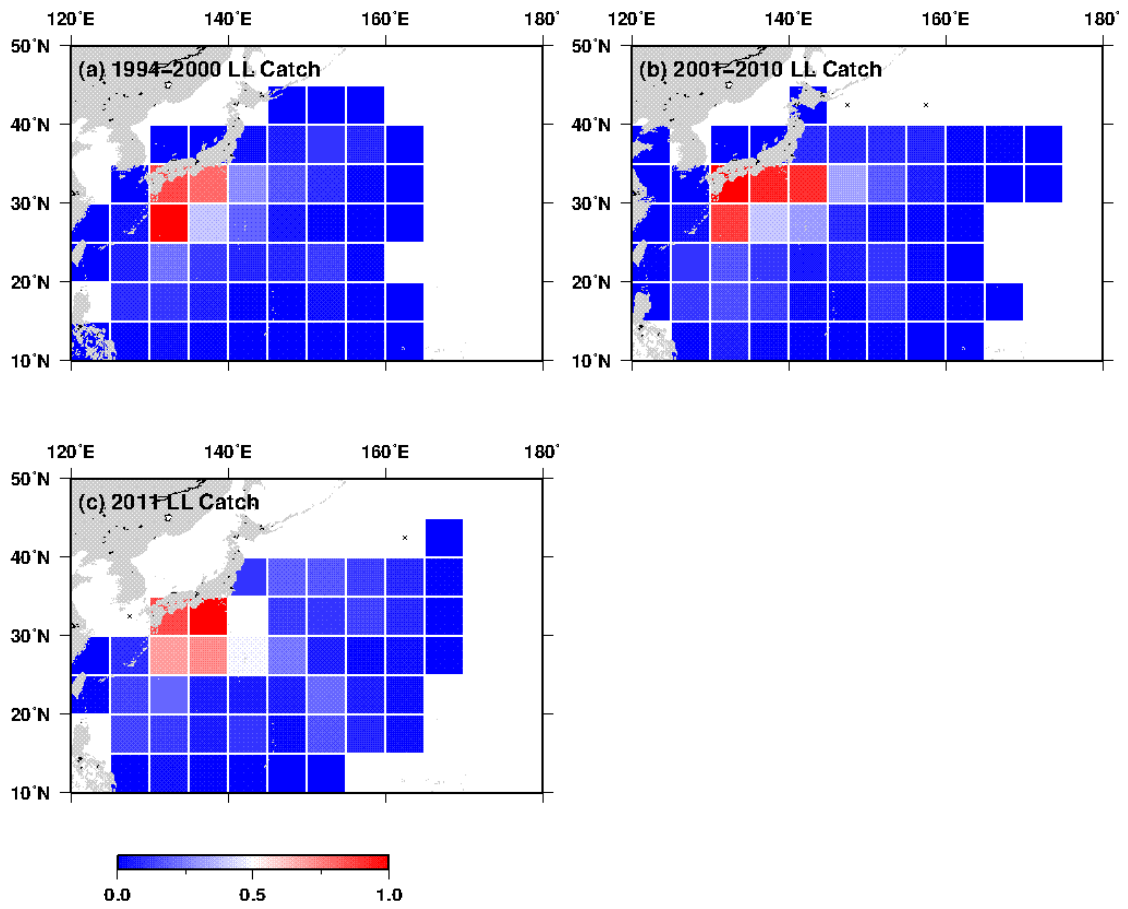 120˚E 140˚E 160˚E 180˚ 120˚E 140˚E 160˚E 180˚
50˚N 50˚N
(a) 1994−2000 LL Catch (b) 2001−2010 LL Catch
40˚N 40˚N
30˚N 30˚N
20˚N 20˚N
10˚N 10˚N
120˚E 140˚E 160˚E 180˚
50˚N
(c) 2011 LL Catch
40˚N
30˚N
20˚N
10˚N
0.0 0.5 1.0